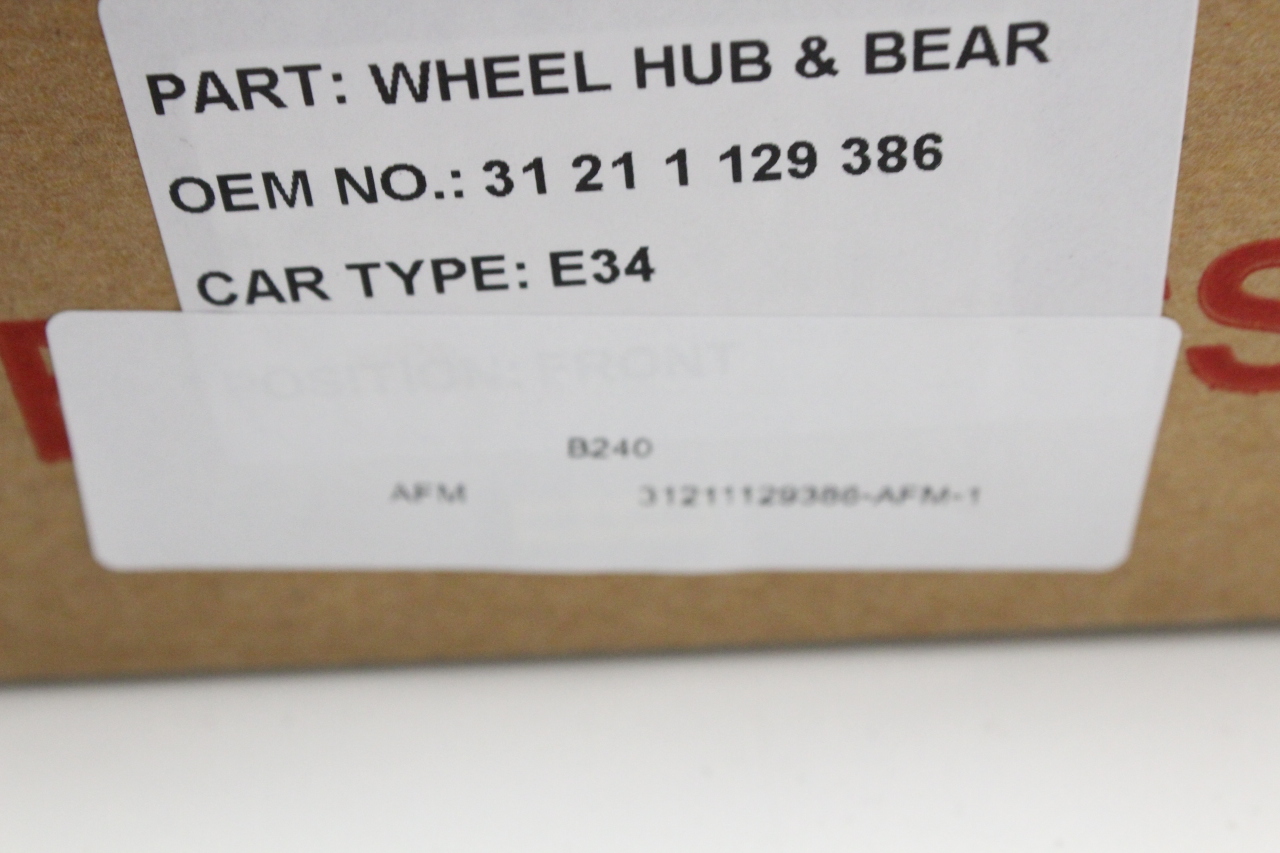 PART: WHEEL HUB & BEAR
OEM NO.: 31 21 1 129 386
CAR TYPE: E34
POSITION: FRONT
B240
AFM 31211129386-AFM-1
S